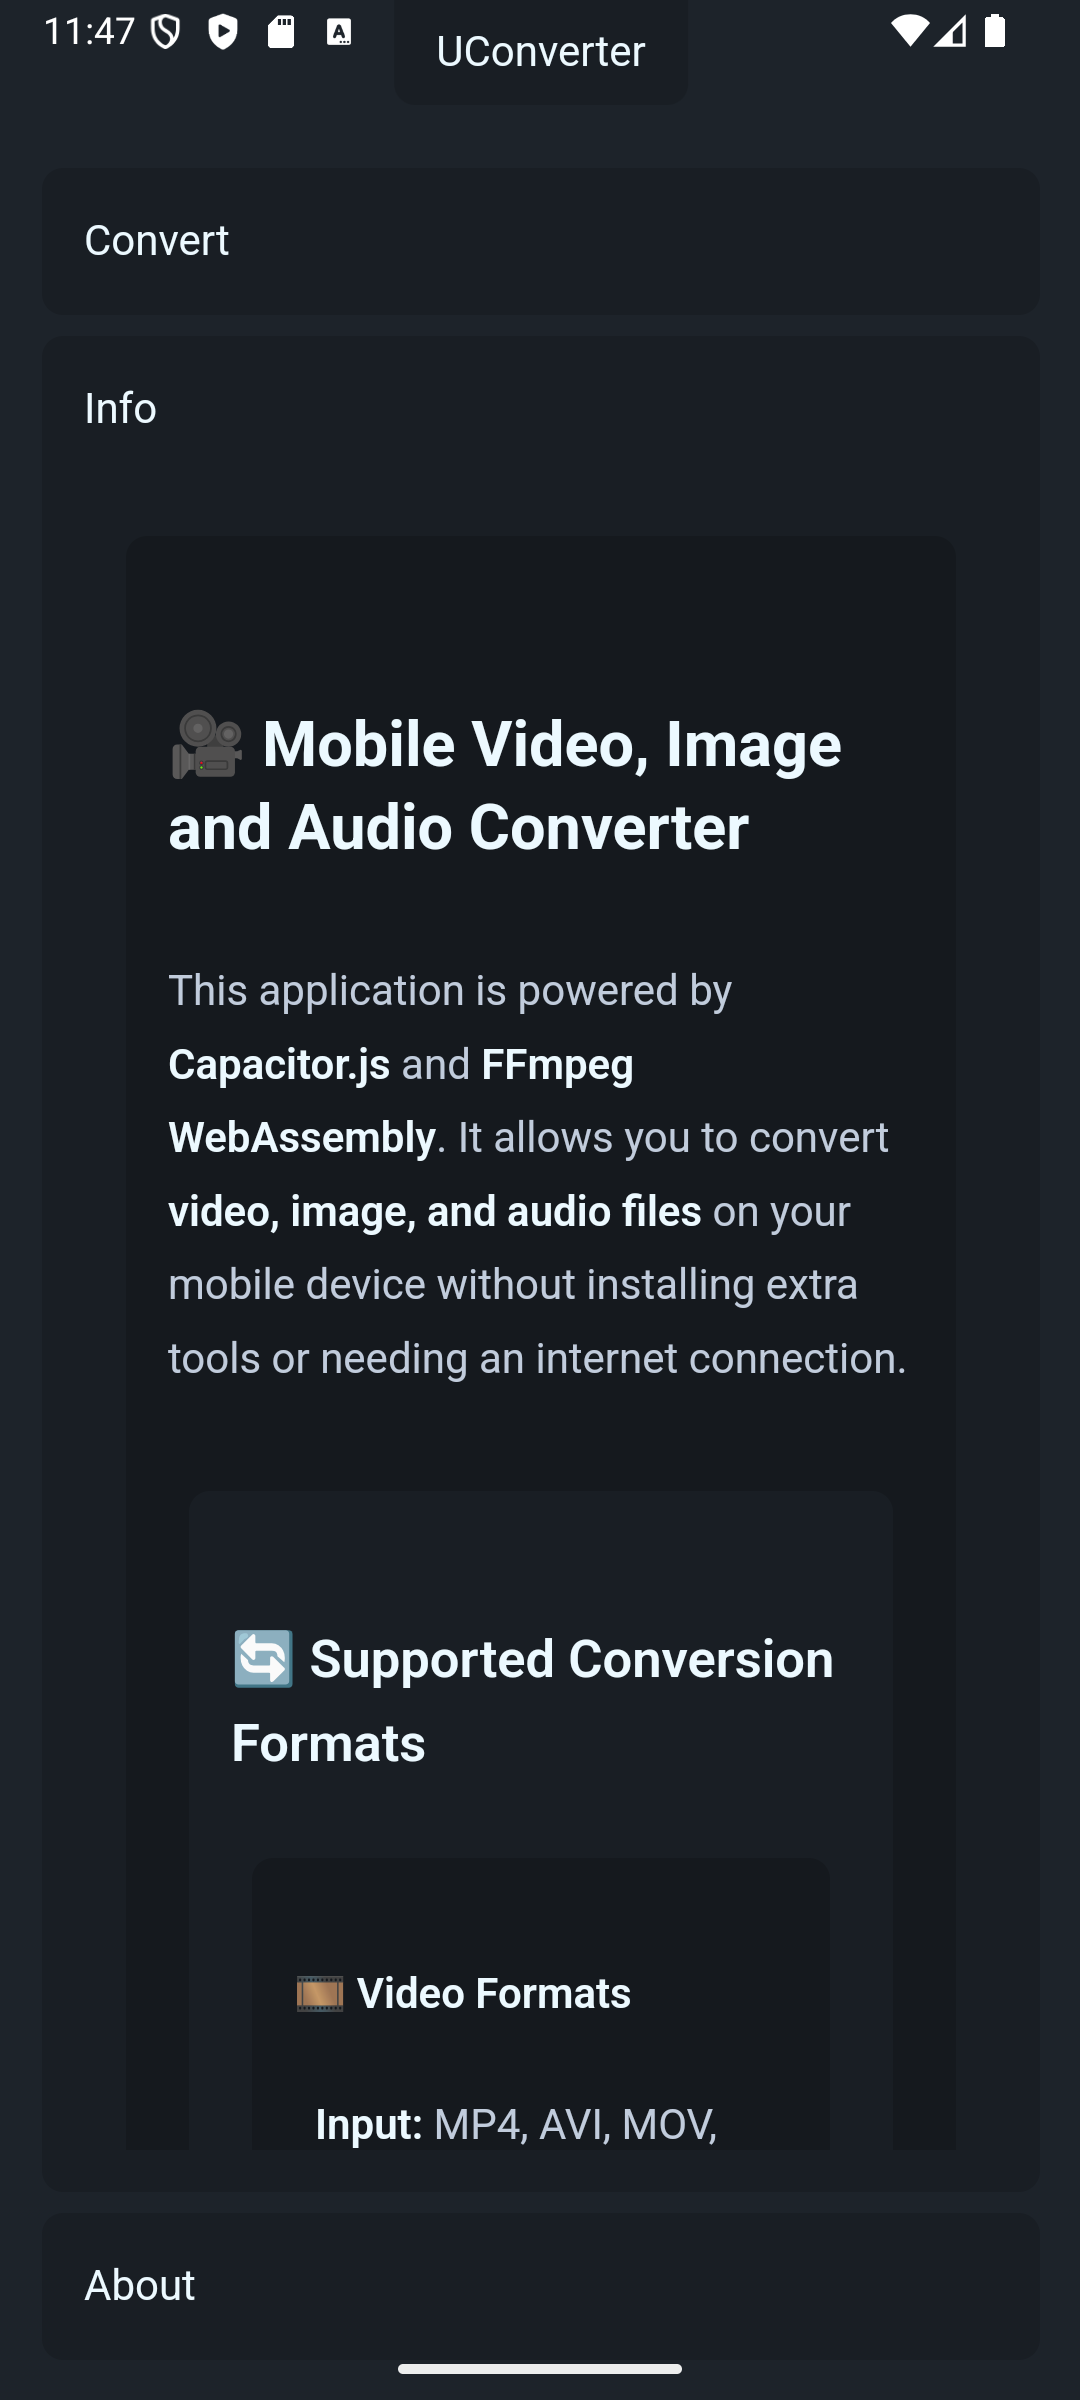 11:47
UConverter
Convert
Info
🎥 Mobile Video, Image
and Audio Converter
This application is powered by
Capacitor.js and FFmpeg
WebAssembly. It allows you to convert
video, image, and audio files on your
mobile device without installing extra
tools or needing an internet connection.
🔄 Supported Conversion
Formats
🎞️ Video Formats
Input: MP4, AVI, MOV,
About